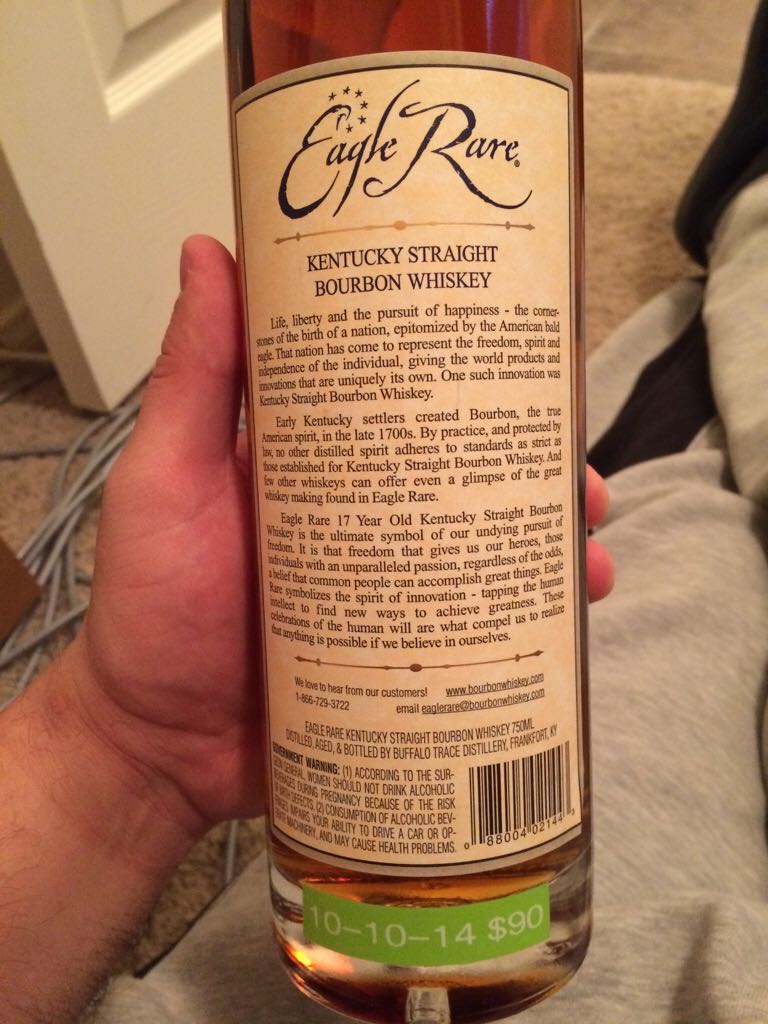 Eagle Rare®
KENTUCKY STRAIGHT
BOURBON WHISKEY
Life, liberty and the pursuit of happiness - the corner-
stones of the birth of a nation, epitomized by the American bald
eagle. That nation has come to represent the freedom, spirit and
independence of the individual, giving the world products and
innovations that are uniquely its own. One such innovation was
Kentucky Straight Bourbon Whiskey.
Early Kentucky settlers created Bourbon, the true
American spirit, in the late 1700s. By practice, and protected by
law, no other distilled spirit adheres to standards as strict as
those established for Kentucky Straight Bourbon Whiskey. And
few other whiskeys can offer even a glimpse of the great
whiskey making found in Eagle Rare.
Eagle Rare 17 Year Old Kentucky Straight Bourbon
Whiskey is the ultimate symbol of our undying pursuit of
freedom. It is that freedom that gives us our heroes, those
individuals with an unparalleled passion, regardless of the odds,
a belief that common people can accomplish great things. Eagle
Rare symbolizes the spirit of innovation - tapping the human
intellect to find new ways to achieve greatness. These
celebrations of the human will are what compel us to realize
that anything is possible if we believe in ourselves.
We love to hear from our customers! www.bourbonwhiskey.com
1-866-729-3722 email eaglerare@bourbonwhiskey.com
EAGLE RARE KENTUCKY STRAIGHT BOURBON WHISKEY 750ML
DISTILLED, AGED, & BOTTLED BY BUFFALO TRACE DISTILLERY, FRANKFORT, KY
GOVERNMENT WARNING: (1) ACCORDING TO THE SUR-
GEON GENERAL, WOMEN SHOULD NOT DRINK ALCOHOLIC
BEVERAGES DURING PREGNANCY BECAUSE OF THE RISK
OF BIRTH DEFECTS. (2) CONSUMPTION OF ALCOHOLIC BEV-
ERAGES IMPAIRS YOUR ABILITY TO DRIVE A CAR OR OP-
ERATE MACHINERY, AND MAY CAUSE HEALTH PROBLEMS.
0 88004 02144 3
10-10-14 $90